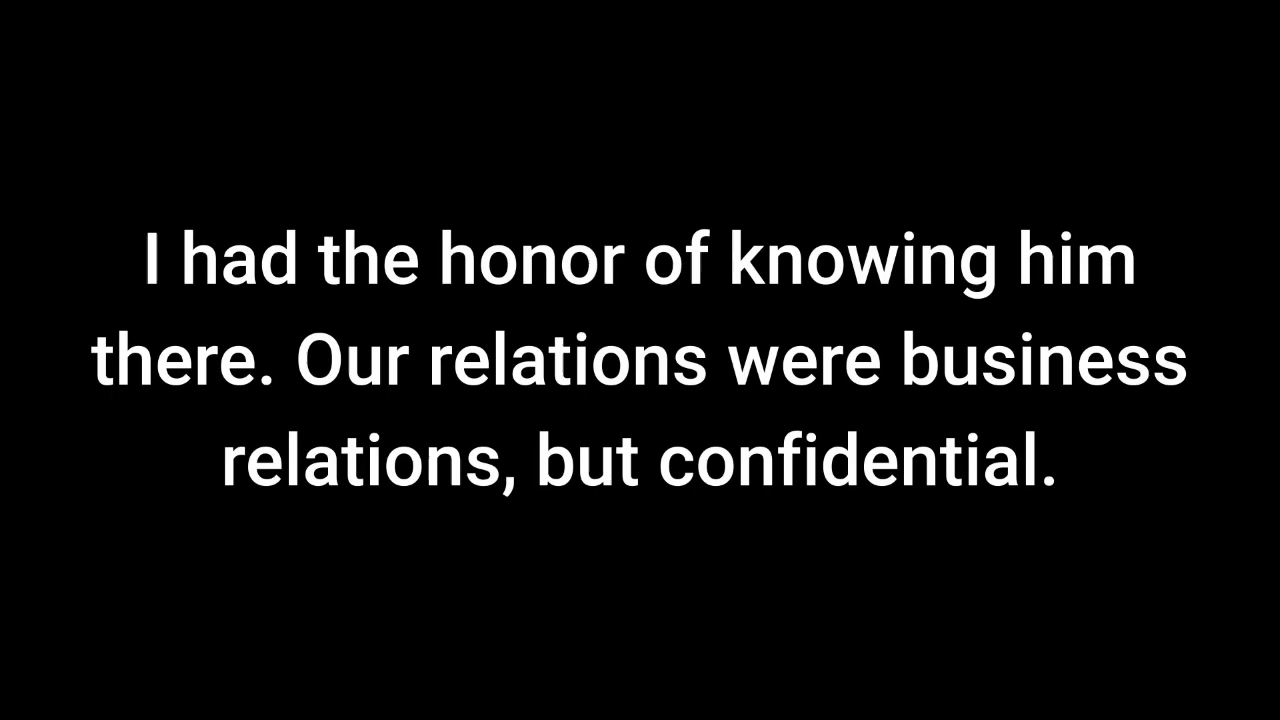 I had the honor of knowing him
there. Our relations were business
relations, but confidential.